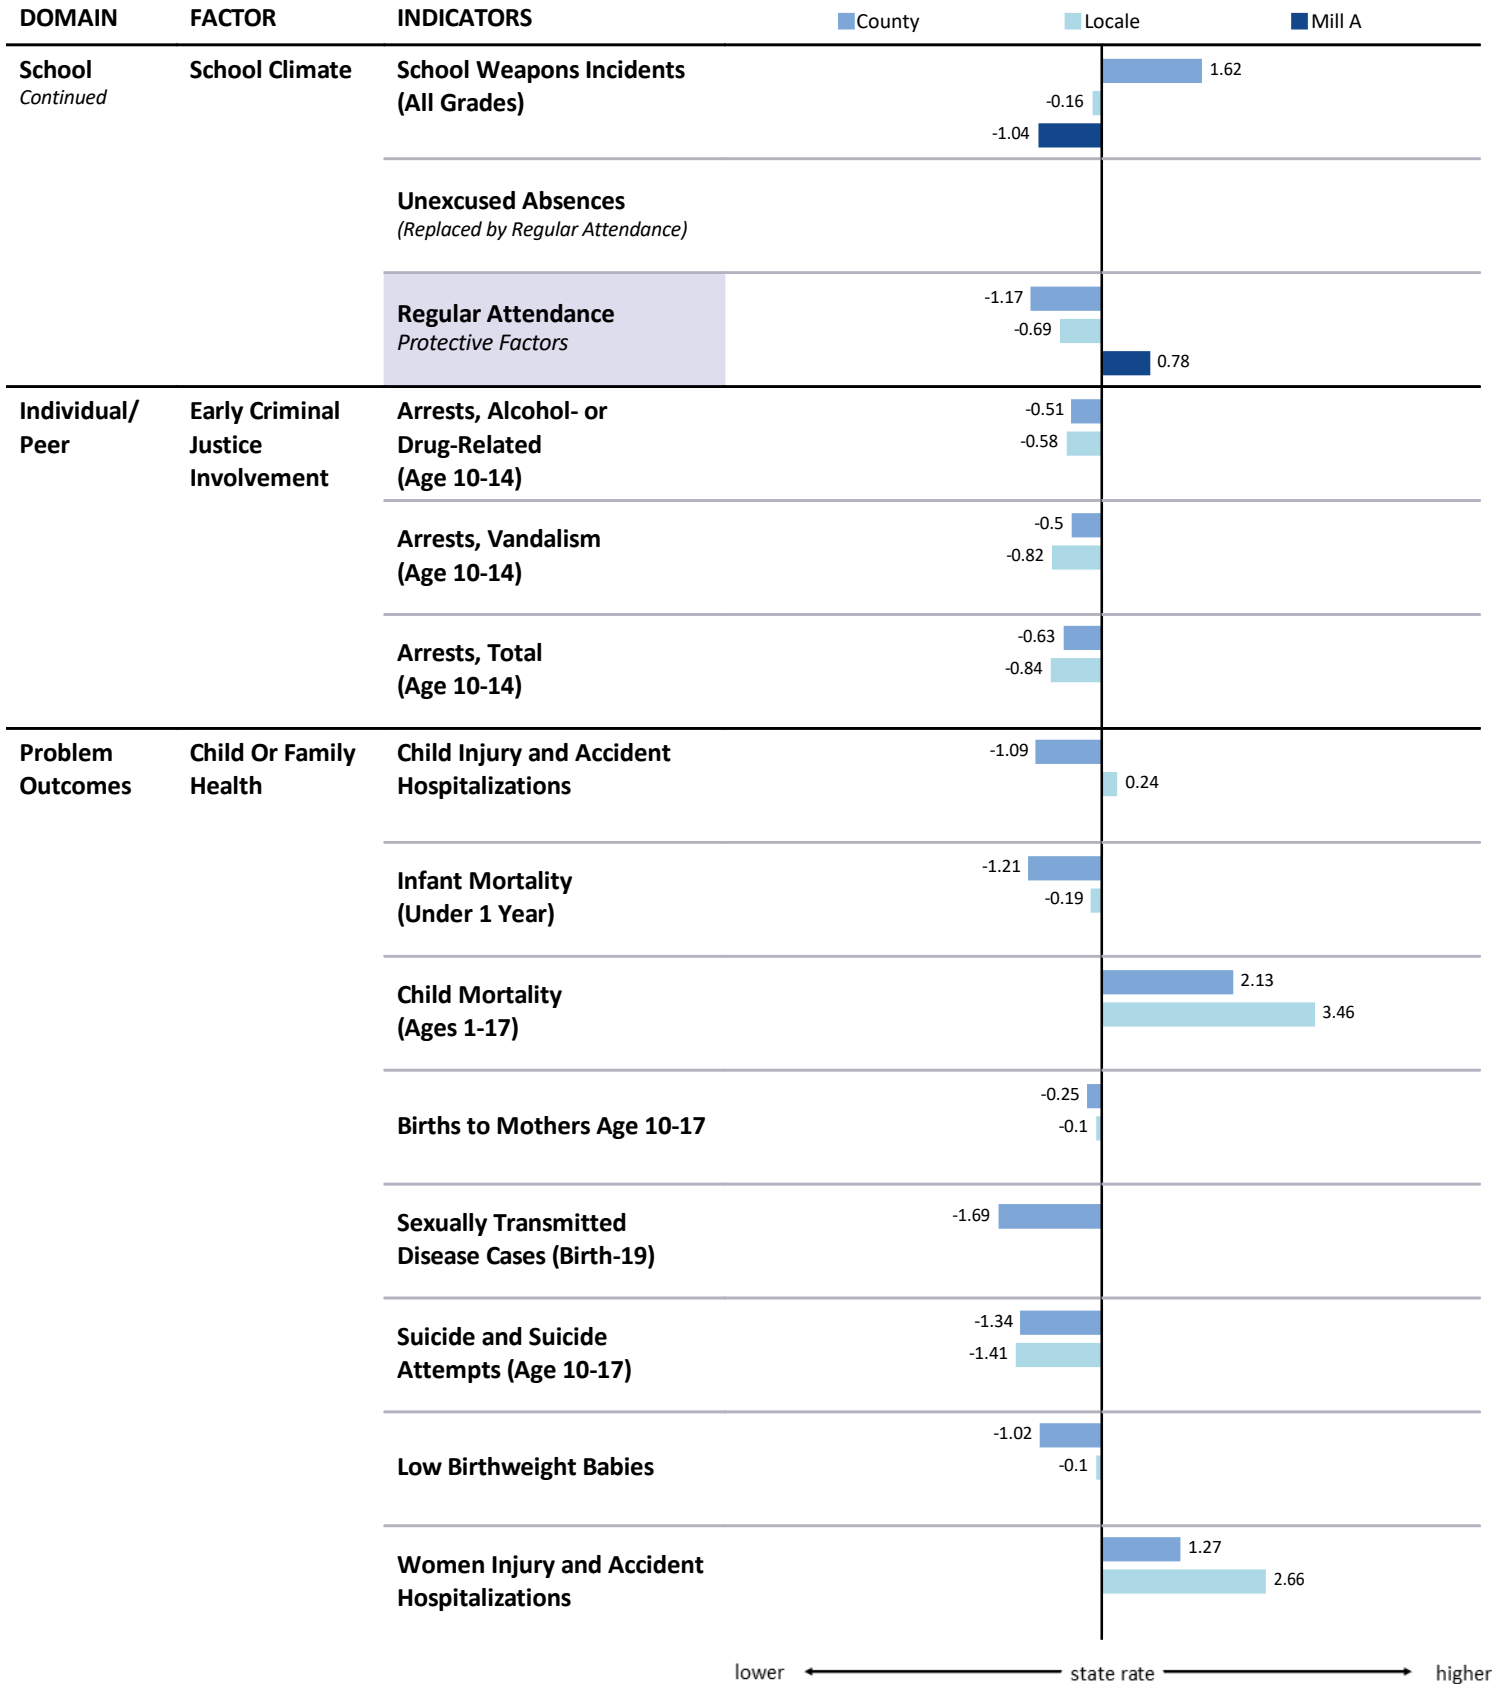 DOMAIN FACTOR INDICATORS County Locale Mill A
School School Climate School Weapons Incidents 1.62
Continued (All Grades) -0.16
-1.04
Unexcused Absences
(Replaced by Regular Attendance)
-1.17
Regular Attendance -0.69
Protective Factors 0.78
Individual/ Early Criminal Arrests, Alcohol- or -0.51
Peer Justice Drug-Related -0.58
Involvement (Age 10-14)
-0.5
Arrests, Vandalism -0.82
(Age 10-14)
-0.63
Arrests, Total -0.84
(Age 10-14)
Problem Child Or Family Child Injury and Accident -1.09
Outcomes Health Hospitalizations 0.24
-1.21
Infant Mortality -0.19
(Under 1 Year)
2.13
Child Mortality 3.46
(Ages 1-17)
-0.25
Births to Mothers Age 10-17 -0.1
Sexually Transmitted -1.69
Disease Cases (Birth-19)
-1.34
Suicide and Suicide -1.41
Attempts (Age 10-17)
-1.02
Low Birthweight Babies -0.1
1.27
Women Injury and Accident 2.66
Hospitalizations
lower state rate higher